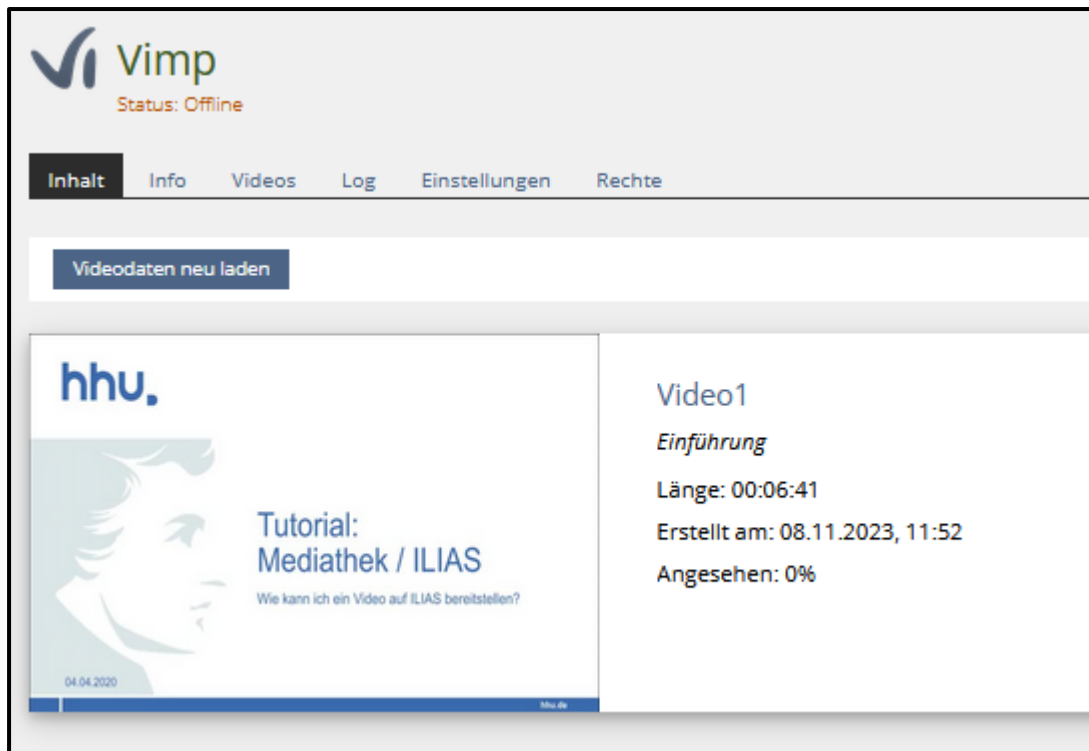 Vimp
Status: Offline
Inhalt Info Videos Log Einstellungen Rechte
Videodaten neu laden
hhu.
Tutorial:
Mediathek / ILIAS
Wie kann ich ein Video auf ILIAS bereitstellen?
04.04.2020
hhu.de
Video1
Einführung
Länge: 00:06:41
Erstellt am: 08.11.2023, 11:52
Angesehen: 0%